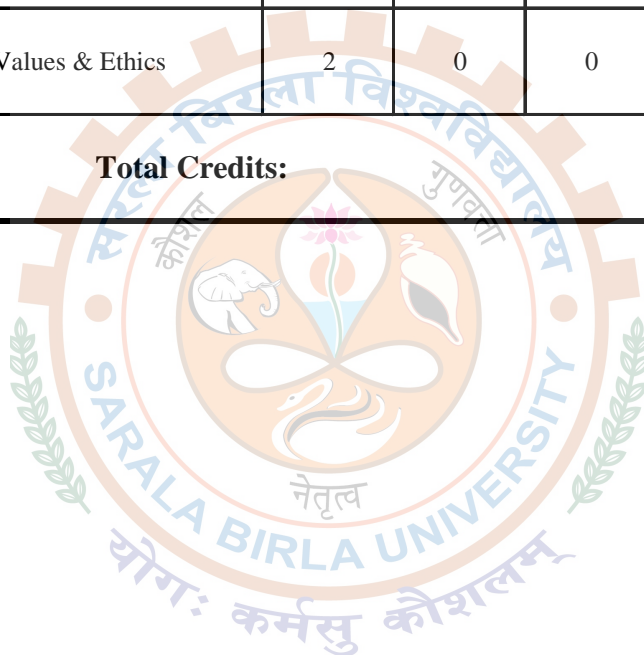 Values & Ethics 2 0 0
Total Credits:
सरला बिरला विश्वविद्यालय
कौशल
गुणवत्ता
नेतृत्व
SARALA BIRLA UNIVERSITY
योगः कर्मसु कौशलम्